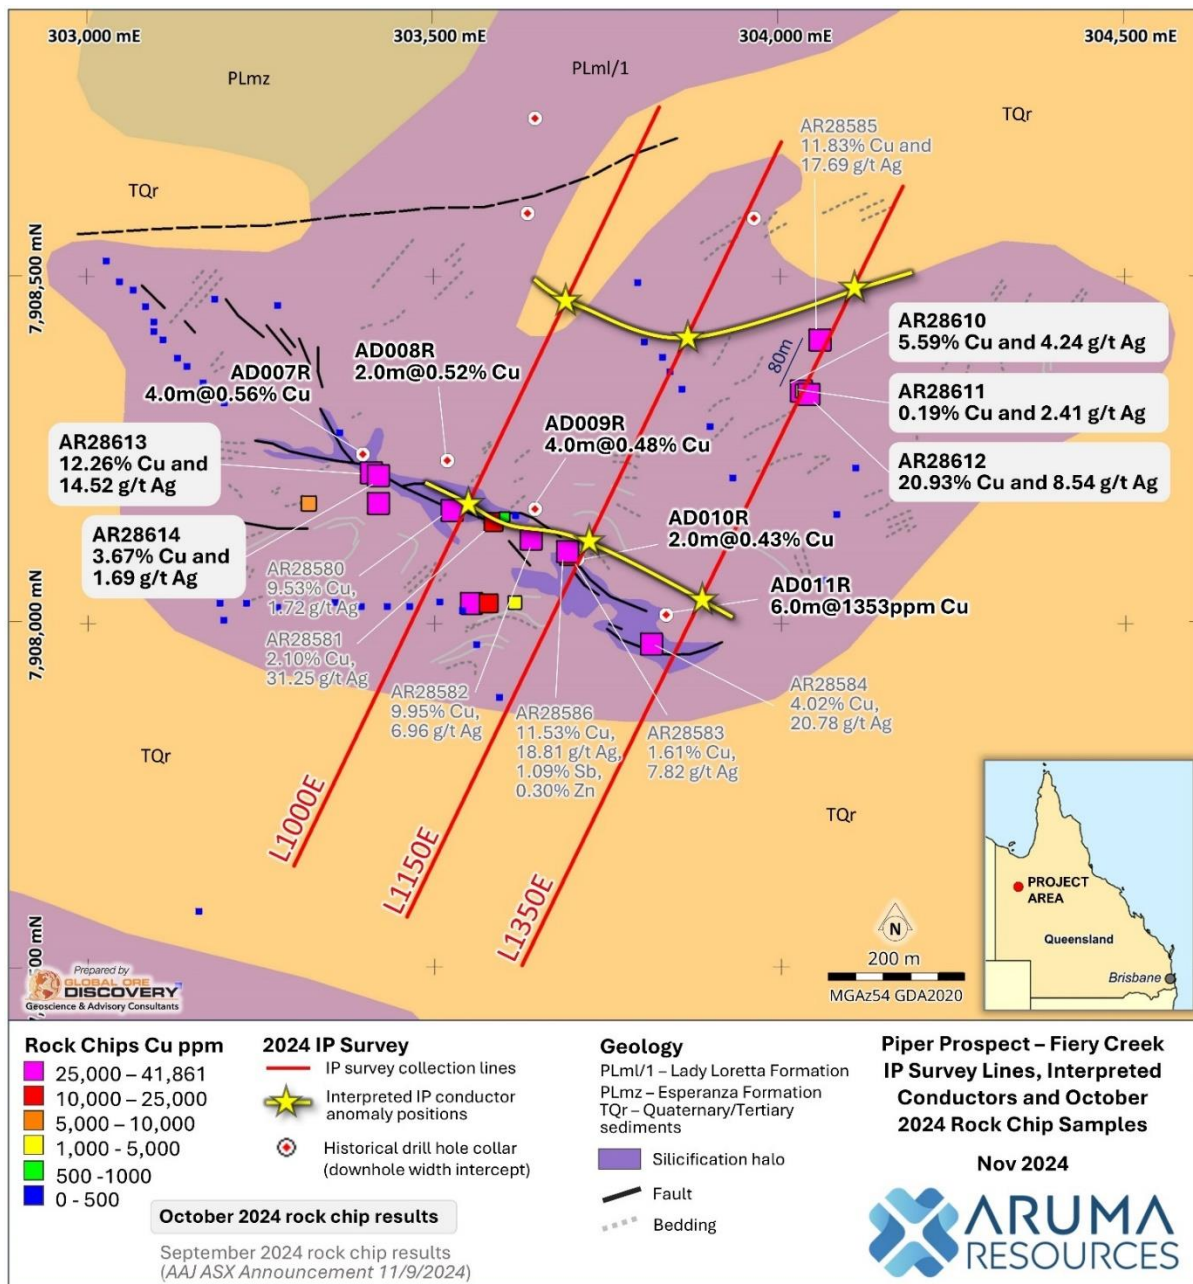 303,000 mE
303,500 mE
304,000 mE
304,500 mE
PLmz
PLml/1
TQr
TQr
AR28585
11.83% Cu and
17.69 g/t Ag
7,908,500 mN
80m
AR28610
5.59% Cu and 4.24 g/t Ag
AR28611
0.19% Cu and 2.41 g/t Ag
AR28612
20.93% Cu and 8.54 g/t Ag
AD007R
4.0m@0.56% Cu
AD008R
2.0m@0.52% Cu
AD009R
4.0m@0.48% Cu
AD010R
2.0m@0.43% Cu
AD011R
6.0m@1353ppm Cu
AR28613
12.26% Cu and
14.52 g/t Ag
AR28614
3.67% Cu and
1.69 g/t Ag
7,908,000 mN
AR28580
9.53% Cu,
1.72 g/t Ag
AR28581
2.10% Cu,
31.25 g/t Ag
AR28582
9.95% Cu,
6.96 g/t Ag
AR28586
11.53% Cu,
18.81 g/t Ag,
1.09% Sb,
0.30% Zn
AR28583
1.61% Cu,
7.82 g/t Ag
AR28584
4.02% Cu,
20.78 g/t Ag
TQr
TQr
L1000E
L1150E
L1350E
N
200 m
MGAz54 GDA2020
PROJECT
AREA
Queensland
Brisbane
Prepared by
GLOBAL ORE
DISCOVERY
Geoscience & Advisory Consultants
Rock Chips Cu ppm
25,000 – 41,861
10,000 – 25,000
5,000 – 10,000
1,000 - 5,000
500 -1000
0 - 500
October 2024 rock chip results
September 2024 rock chip results
(AAJ ASX Announcement 11/9/2024)
2024 IP Survey
IP survey collection lines
Interpreted IP conductor
anomaly positions
Historical drill hole collar
(downhole width intercept)
Geology
PLml/1 – Lady Loretta Formation
PLmz – Esperanza Formation
TQr – Quaternary/Tertiary
sediments
Silicification halo
Fault
Bedding
Piper Prospect – Fiery Creek
IP Survey Lines, Interpreted
Conductors and October
2024 Rock Chip Samples
Nov 2024
ARUMA
RESOURCES